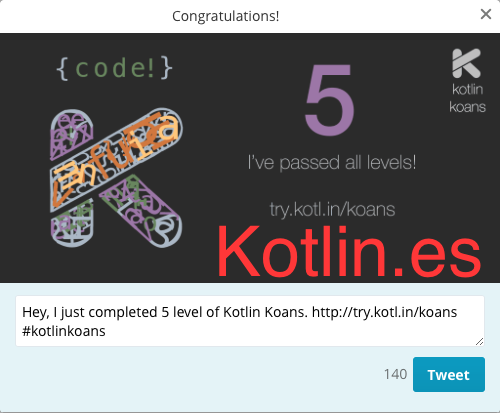 Congratulations!
{code!}
5
kotlin
koans
I've passed all levels!
try.kotl.in/koans
Kotlin.es
Hey, I just completed 5 level of Kotlin Koans. http://try.kotl.in/koans
#kotlinkoans
140 Tweet